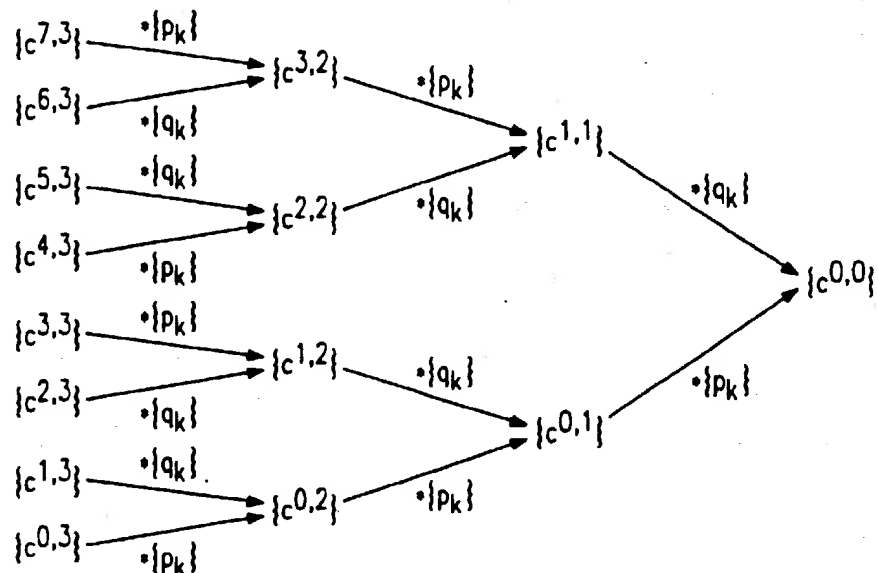 {c^7,3}
*{p_k}
{c^6,3}
*{q_k}
{c^3,2}
*{p_k}
{c^5,3}
*{q_k}
{c^4,3}
*{p_k}
{c^2,2}
*{q_k}
{c^1,1}
*{q_k}
{c^3,3}
*{p_k}
{c^2,3}
*{q_k}
{c^1,2}
*{q_k}
{c^1,3}
*{q_k}
{c^0,3}
*{p_k}
{c^0,2}
*{p_k}
{c^0,1}
*{p_k}
{c^0,0}